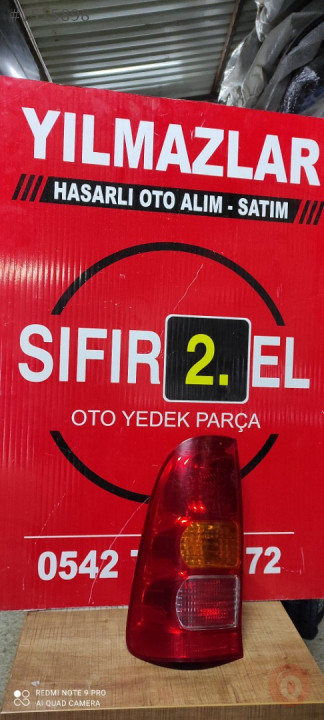 YILMAZLAR
HASARLI OTO ALIM - SATIM
SIFIR 2. EL
OTO YEDEK PARÇA
0542 7 72
REDMI NOTE 9 PRO
AI QUAD CAMERA